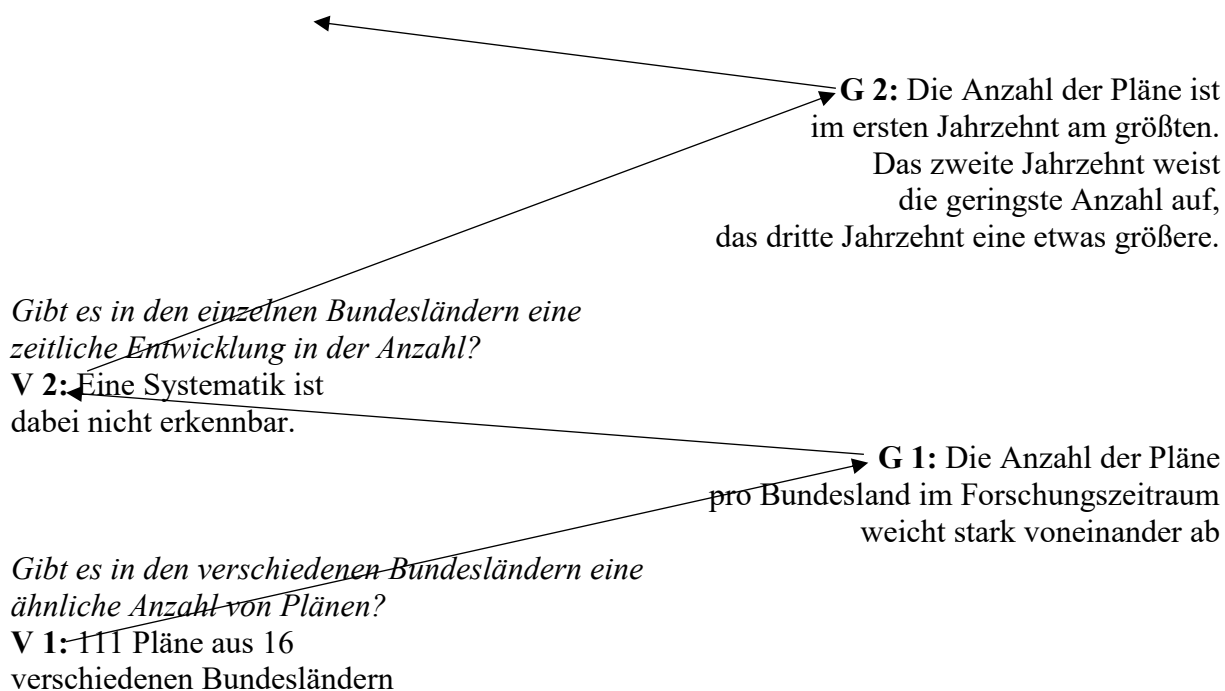 G 2: Die Anzahl der Pläne ist
im ersten Jahrzehnt am größten.
Das zweite Jahrzehnt weist
die geringste Anzahl auf,
das dritte Jahrzehnt eine etwas größere.
Gibt es in den einzelnen Bundesländern eine
zeitliche Entwicklung in der Anzahl?
V 2: Eine Systematik ist
dabei nicht erkennbar.
G 1: Die Anzahl der Pläne
pro Bundesland im Forschungszeitraum
weicht stark voneinander ab
Gibt es in den verschiedenen Bundesländern eine
ähnliche Anzahl von Plänen?
V 1: 111 Pläne aus 16
verschiedenen Bundesländern